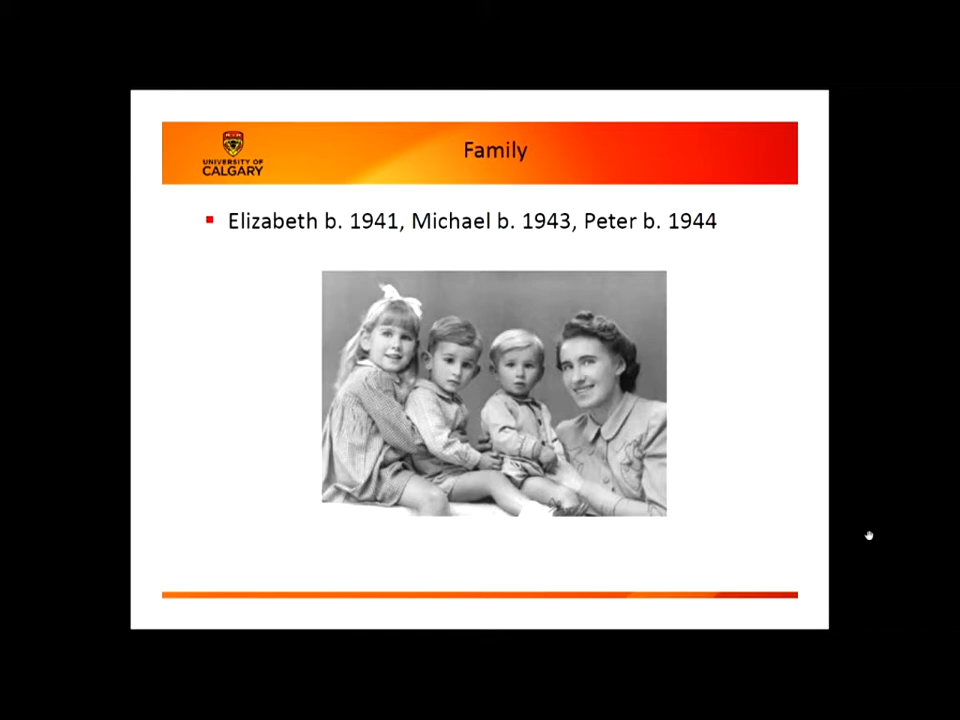 UNIVERSITY OF
CALGARY
Family
Elizabeth b. 1941, Michael b. 1943, Peter b. 1944